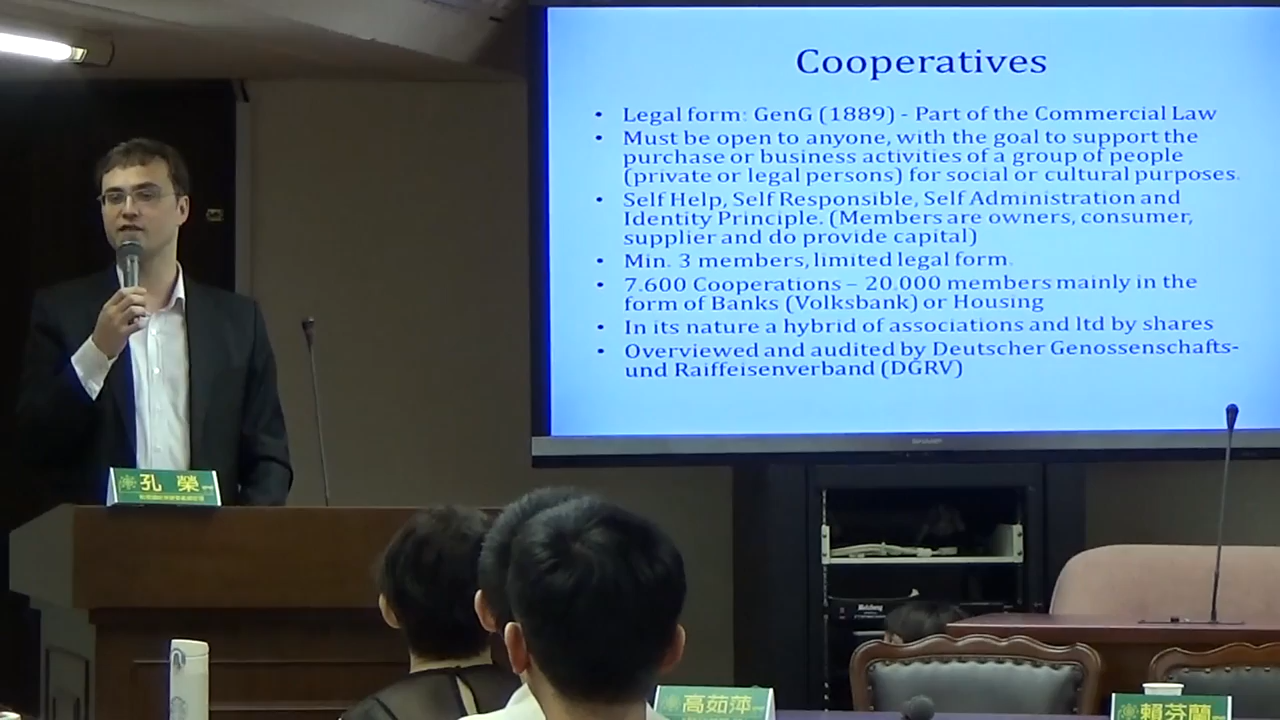 Cooperatives
• Legal form: GenG (1889) - Part of the Commercial Law
• Must be open to anyone, with the goal to support the
purchase or business activities of a group of people
(private or legal persons) for social or cultural purposes.
• Self Help, Self Responsible, Self Administration and
Identity Principle. (Members are owners, consumer,
supplier and do provide capital)
• Min. 3 members, limited legal form.
• 7.600 Cooperations – 20.000 members mainly in the
form of Banks (Volksbank) or Housing
• In its nature a hybrid of associations and ltd by shares
• Overviewed and audited by Deutscher Genossenschafts-
und Raiffeisenverband (DGRV)
SHARP
孔 榮
高茹萍
賴芬蘭